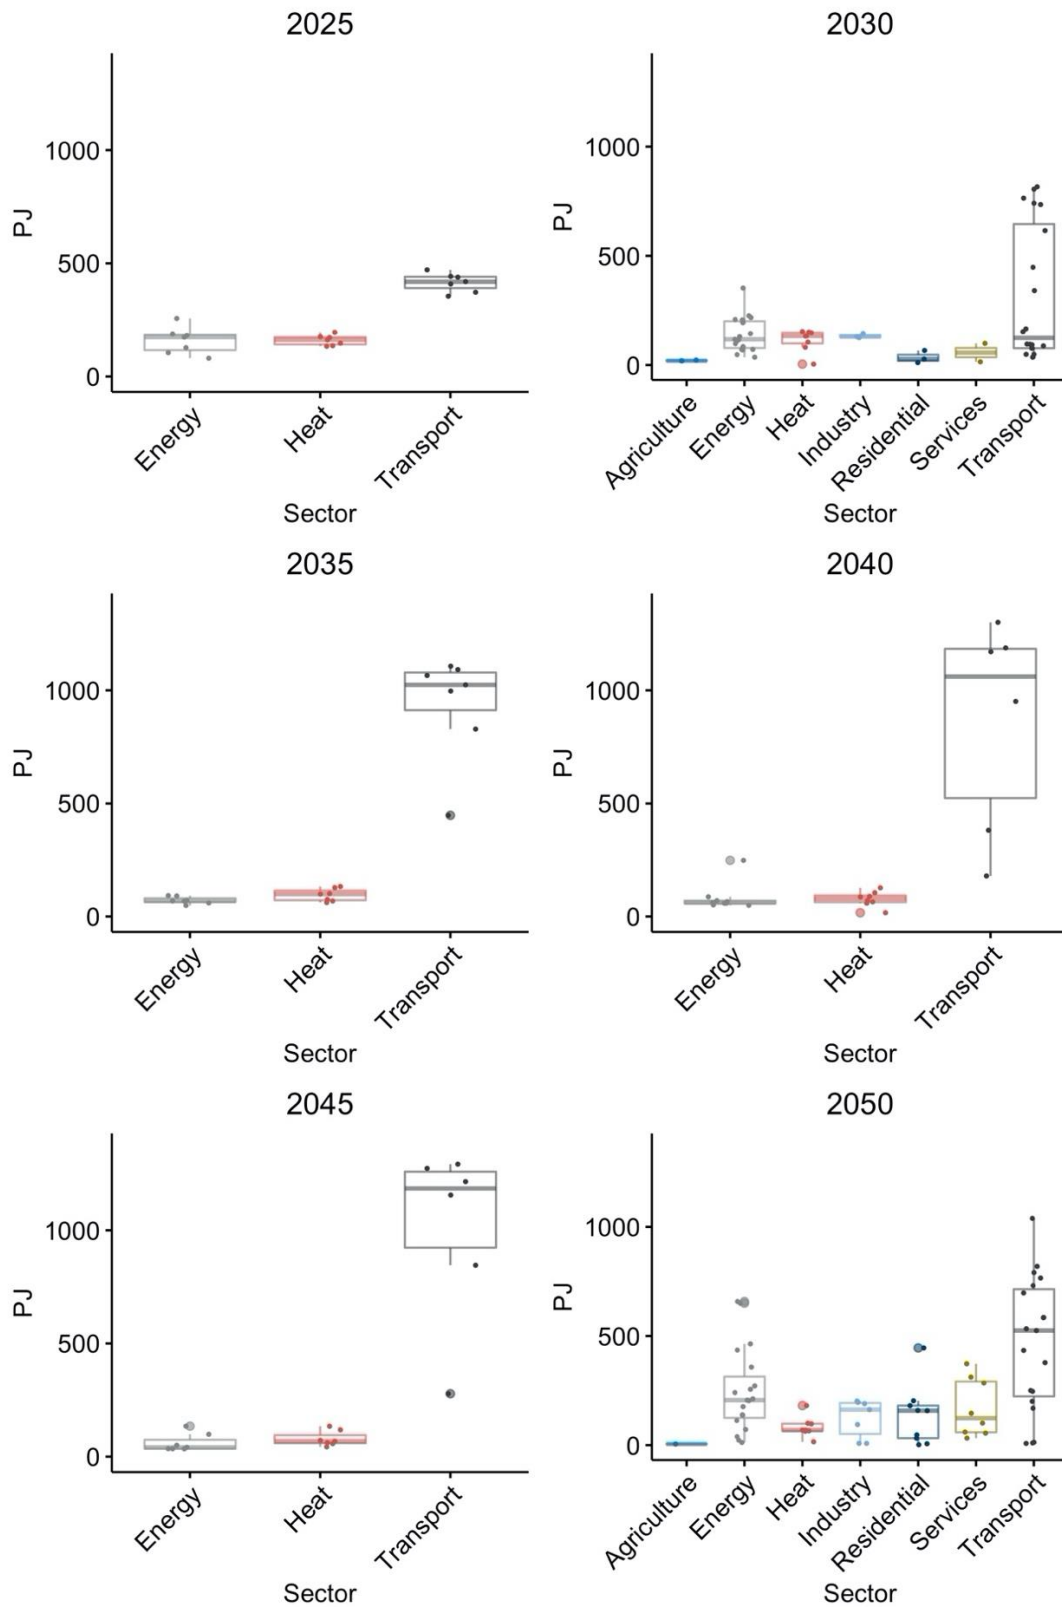 2025
2030
PJ
1000
500
0
Energy
Heat
Transport
Sector
PJ
1000
500
0
Agriculture
Energy
Heat
Industry
Residential
Services
Transport
Sector
2035
2040
PJ
1000
500
0
Energy
Heat
Transport
Sector
PJ
1000
500
0
Energy
Heat
Transport
Sector
2045
2050
PJ
1000
500
0
Energy
Heat
Transport
Sector
PJ
1000
500
0
Agriculture
Energy
Heat
Industry
Residential
Services
Transport
Sector